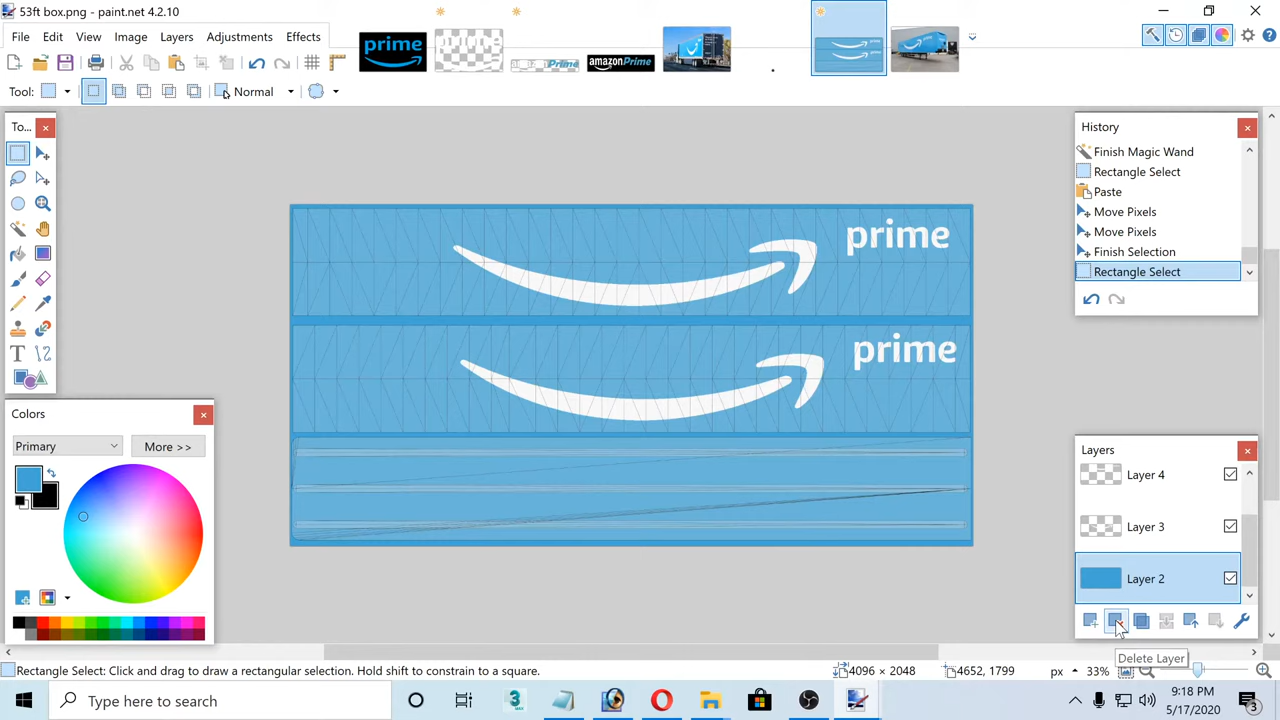 53ft box.png - paint.net 4.2.10
File Edit View Image Layers Adjustments Effects
prime
prime
Prime
amazonPrime
Tool: Normal
To...
History
Finish Magic Wand
Rectangle Select
Paste
Move Pixels
Move Pixels
Finish Selection
Rectangle Select
prime
prime
Colors
Primary
More >>
Layers
Layer 4
Layer 3
Layer 2
Delete Layer
Rectangle Select: Click and drag to draw a rectangular selection. Hold shift to constrain to a square.
4096 × 2048
4652, 1799
px
33%
Type here to search
9:18 PM
5/17/2020
3